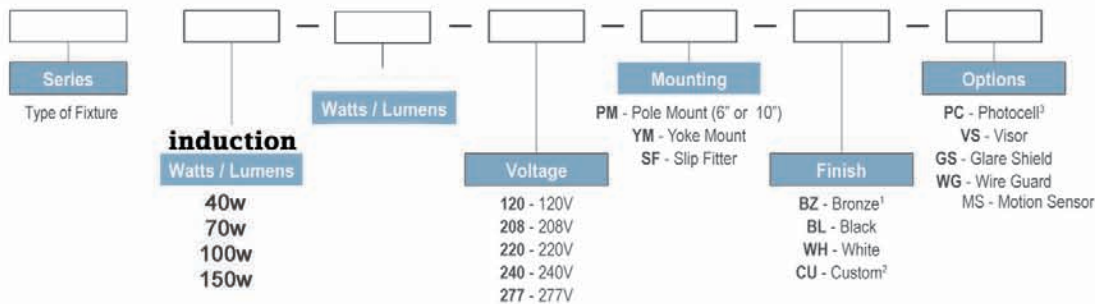 Series
Type of Fixture
induction
Watts / Lumens
40w
70w
100w
150w
Watts / Lumens
Voltage
120 - 120V
208 - 208V
220 - 220V
240 - 240V
277 - 277V
Mounting
PM - Pole Mount (6” or 10”)
YM - Yoke Mount
SF - Slip Fitter
Finish
BZ - Bronze¹
BL - Black
WH - White
CU - Custom²
Options
PC - Photocell³
VS - Visor
GS - Glare Shield
WG - Wire Guard
MS - Motion Sensor